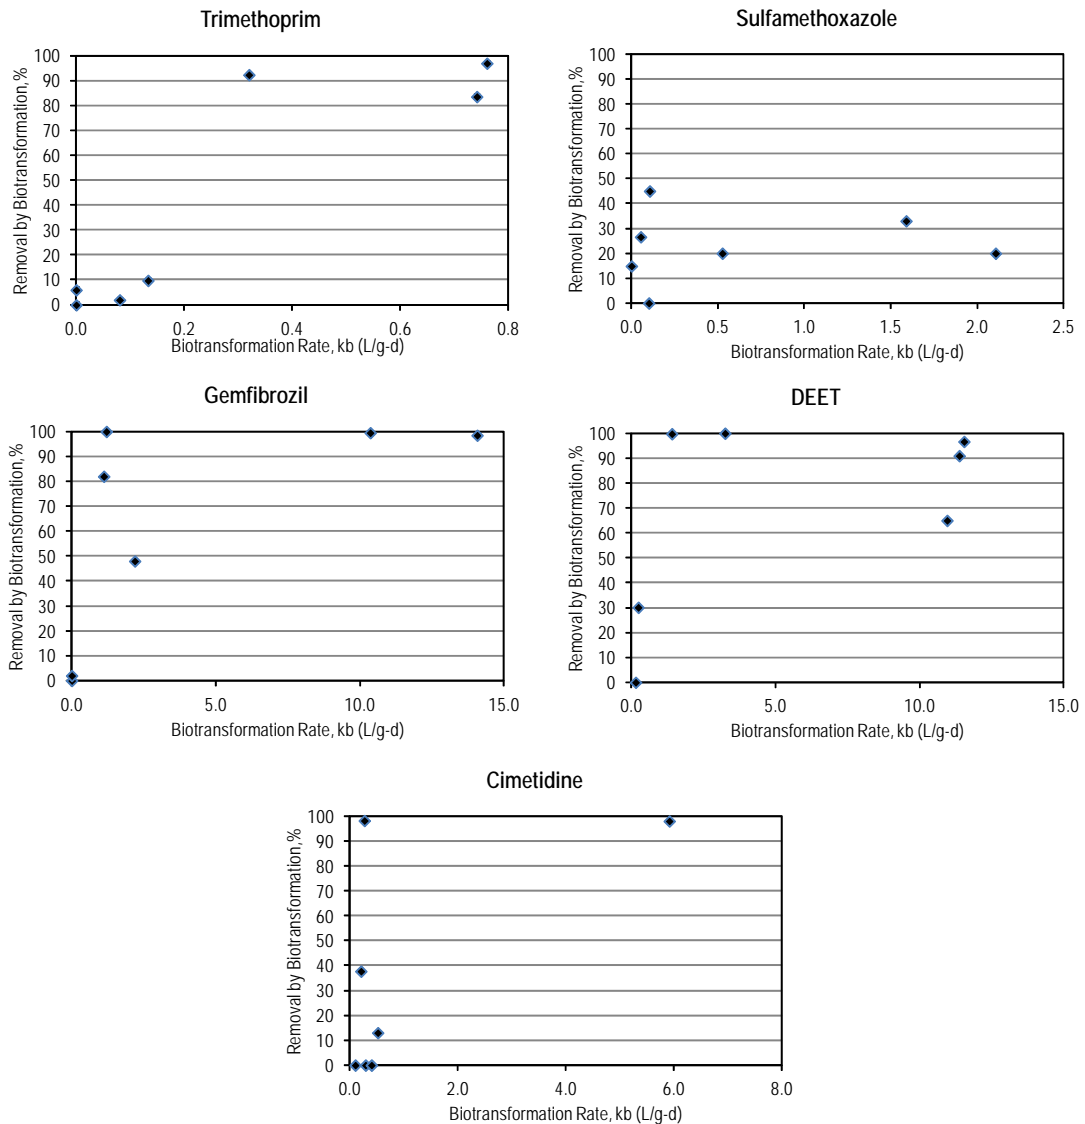 Trimethoprim
Removal by Biotransformation,%
100
90
80
70
60
50
40
30
20
10
0
0.0 0.2 0.4 0.6 0.8
Biotransformation Rate, kb (L/g-d)
Sulfamethoxazole
Removal by Biotransformation,%
100
90
80
70
60
50
40
30
20
10
0
0.0 0.5 1.0 1.5 2.0 2.5
Biotransformation Rate, kb (L/g-d)
Gemfibrozil
Removal by Biotransformation,%
100
90
80
70
60
50
40
30
20
10
0
0.0 5.0 10.0 15.0
Biotransformation Rate, kb (L/g-d)
DEET
Removal by Biotransformation,%
100
90
80
70
60
50
40
30
20
10
0
0.0 5.0 10.0 15.0
Biotransformation Rate, kb (L/g-d)
Cimetidine
Removal by Biotransformation,%
100
90
80
70
60
50
40
30
20
10
0
0.0 2.0 4.0 6.0 8.0
Biotransformation Rate, kb (L/g-d)